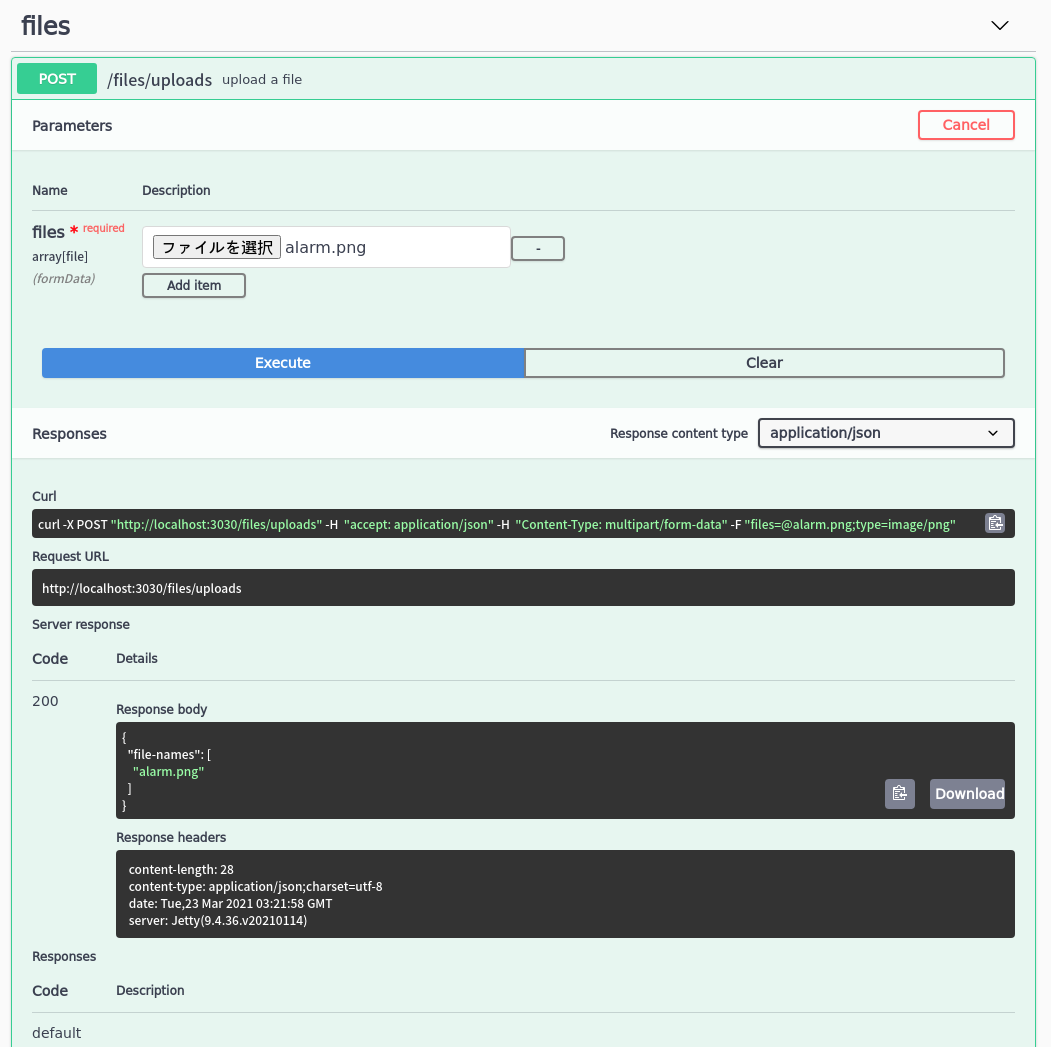 files
POST /files/uploads upload a file
Parameters
Cancel
Name Description
files * required
array[file]
(formData)
ファイルを選択 alarm.png
-
Add item
Execute
Clear
Responses
Response content type application/json
Curl
curl -X POST "http://localhost:3030/files/uploads" -H "accept: application/json" -H "Content-Type: multipart/form-data" -F "files=@alarm.png;type=image/png"
Request URL
http://localhost:3030/files/uploads
Server response
Code Details
200
Response body
{
"file-names": [
"alarm.png"
]
}
Download
Response headers
content-length: 28
content-type: application/json;charset=utf-8
date: Tue,23 Mar 2021 03:21:58 GMT
server: Jetty(9.4.36.v20210114)
Responses
Code Description
default